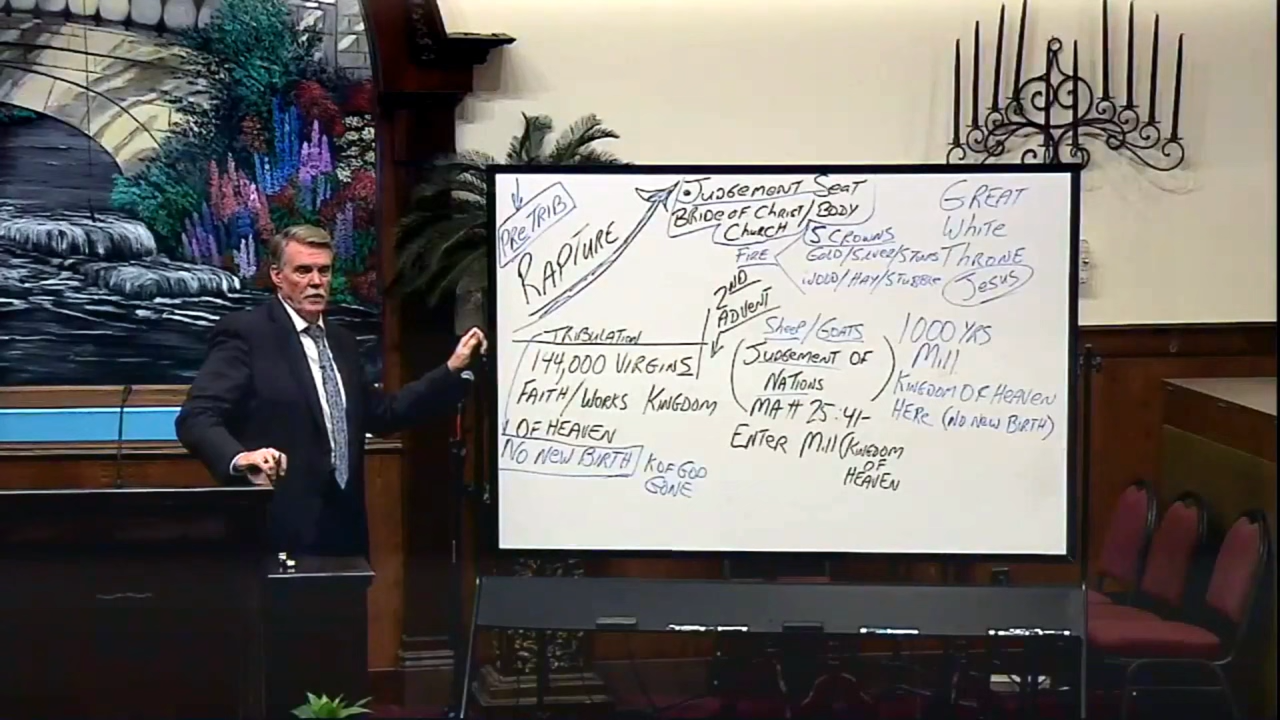 PRE TRIB
RAPTURE
JUDGEMENT SEAT
BRIDE OF CHRIST/BODY
CHURCH
5 CROWNS
FIRE
GOLD/SILVER/STONES
WOOD/HAY/STUBBLE
GREAT
White
THRONE
Jesus
2ND
ADVENT
TRIBULATION
144,000 VIRGINS
FAITH/WORKS KINGDOM
OF HEAVEN
NO NEW BIRTH
K OF GOD
GONE
Sheep/GOATS
(JUDGEMENT OF
NATIONS)
MATT 25:41-
ENTER Mill (KINGDOM
OF
HEAVEN
1000 YRS
Mill
KINGDOM OF HEAVEN
HERE (NO NEW BIRTH)